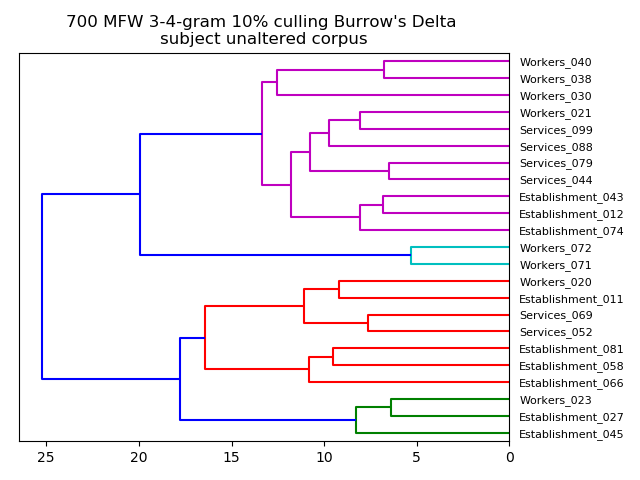 700 MFW 3-4-gram 10% culling Burrow's Delta
subject unaltered corpus
Workers_040
Workers_038
Workers_030
Workers_021
Services_099
Services_088
Services_079
Services_044
Establishment_043
Establishment_012
Establishment_074
Workers_072
Workers_071
Workers_020
Establishment_011
Services_069
Services_052
Establishment_081
Establishment_058
Establishment_066
Workers_023
Establishment_027
Establishment_045
25 20 15 10 5 0